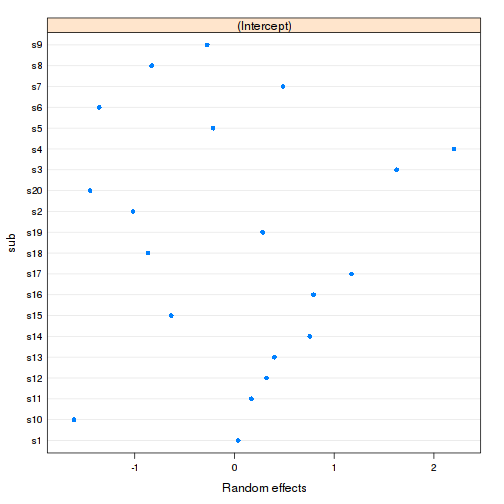 (Intercept)
s9
s8
s7
s6
s5
s4
s3
s20
s2
s19
s18
s17
s16
s15
s14
s13
s12
s11
s10
s1
sub
-1 0 1 2
Random effects